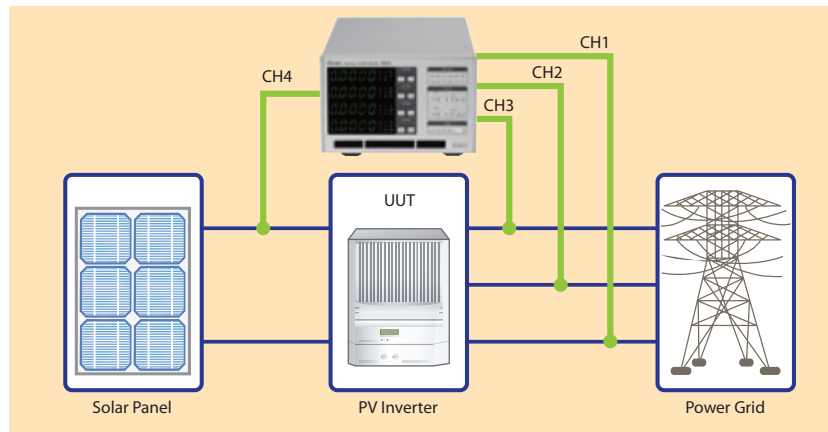 CH1
CH2
CH4
CH3
UUT
Solar Panel
PV Inverter
Power Grid